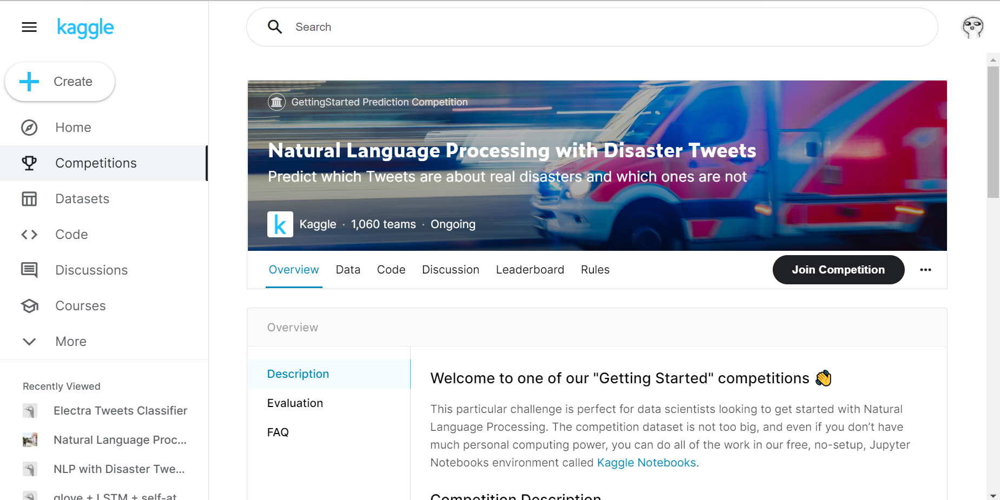 kaggle
Search
Create
Home
Competitions
Datasets
Code
Discussions
Courses
More
Recently Viewed
Electra Tweets Classifier
Natural Language Proc...
NLP with Disaster Twe...
glove + LSTM + self-at
GettingStarted Prediction Competition
Natural Language Processing with Disaster Tweets
Predict which Tweets are about real disasters and which ones are not
k Kaggle · 1,060 teams · Ongoing
Overview Data Code Discussion Leaderboard Rules Join Competition
Overview
Description
Evaluation
FAQ
Welcome to one of our "Getting Started" competitions 👋
This particular challenge is perfect for data scientists looking to get started with Natural
Language Processing. The competition dataset is not too big, and even if you don’t have
much personal computing power, you can do all of the work in our free, no-setup, Jupyter
Notebooks environment called Kaggle Notebooks.
Competition Description